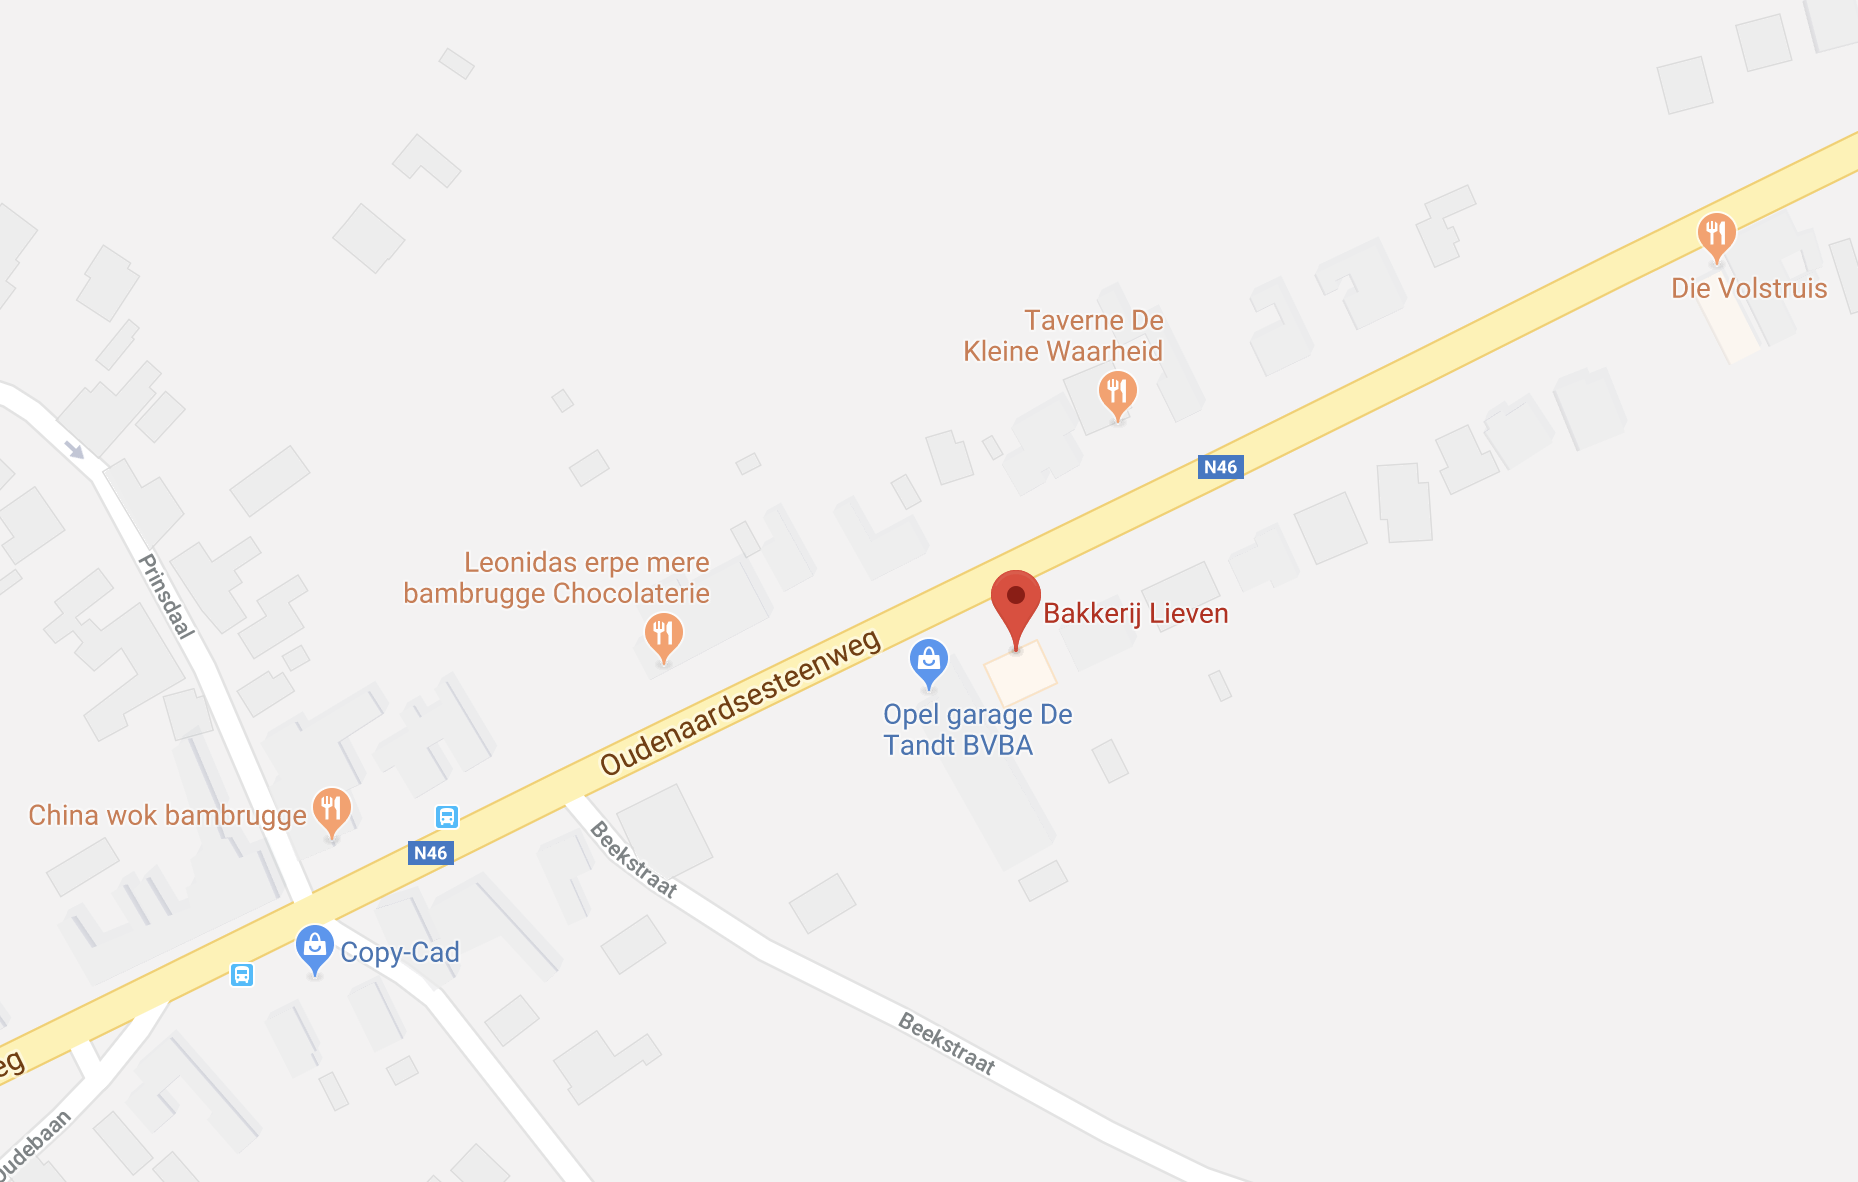 Die Volstruis
Taverne De
Kleine Waarheid
N46
Leonidas erpe mere
bambrugge Chocolaterie
Prinsdaal
Bakkerij Lieven
Oudenaardsesteenweg
Opel garage De
Tandt BVBA
China wok bambrugge
N46
Beekstraat
Copy-Cad
Beekstraat
eg
Oudebaan